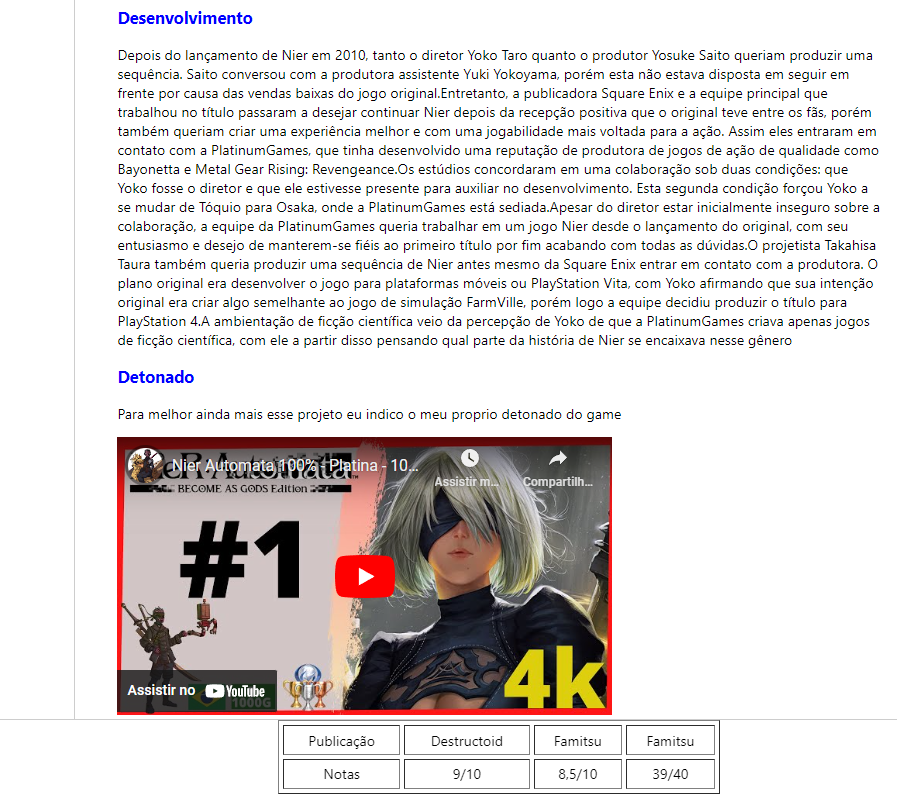 Desenvolvimento
Depois do lançamento de Nier em 2010, tanto o diretor Yoko Taro quanto o produtor Yosuke Saito queriam produzir uma
sequência. Saito conversou com a produtora assistente Yuki Yokoyama, porém esta não estava disposta em seguir em
frente por causa das vendas baixas do jogo original.Entretanto, a publicadora Square Enix e a equipe principal que
trabalhou no título passaram a desejar continuar Nier depois da recepção positiva que o original teve entre os fãs, porém
também queriam criar uma experiência melhor e com uma jogabilidade mais voltada para a ação. Assim eles entraram em
contato com a PlatinumGames, que tinha desenvolvido uma reputação de produtora de jogos de ação de qualidade como
Bayonetta e Metal Gear Rising: Revengeance.Os estúdios concordaram em uma colaboração sob duas condições: que
Yoko fosse o diretor e que ele estivesse presente para auxiliar no desenvolvimento. Esta segunda condição forçou Yoko a
se mudar de Tóquio para Osaka, onde a PlatinumGames está sediada.Apesar do diretor estar inicialmente inseguro sobre a
colaboração, a equipe da PlatinumGames queria trabalhar em um jogo Nier desde o lançamento do original, com seu
entusiasmo e desejo de manterem-se fiéis ao primeiro título por fim acabando com todas as dúvidas.O projetista Takahisa
Taura também queria produzir uma sequência de Nier antes mesmo da Square Enix entrar em contato com a produtora. O
plano original era desenvolver o jogo para plataformas móveis ou PlayStation Vita, com Yoko afirmando que sua intenção
original era criar algo semelhante ao jogo de simulação FarmVille, porém logo a equipe decidiu produzir o título para
PlayStation 4.A ambientação de ficção científica veio da percepção de Yoko de que a PlatinumGames criava apenas jogos
de ficção científica, com ele a partir disso pensando qual parte da história de Nier se encaixava nesse gênero
Detonado
Para melhor ainda mais esse projeto eu indico o meu proprio detonado do game
Nier Automata 100% - Platina - 10...
Assistir m... Compartilh...
BECOME AS GODS Edition
#1
4k
Assistir no YouTube
1000G
Publicação Destructoid Famitsu Famitsu
Notas 9/10 8,5/10 39/40